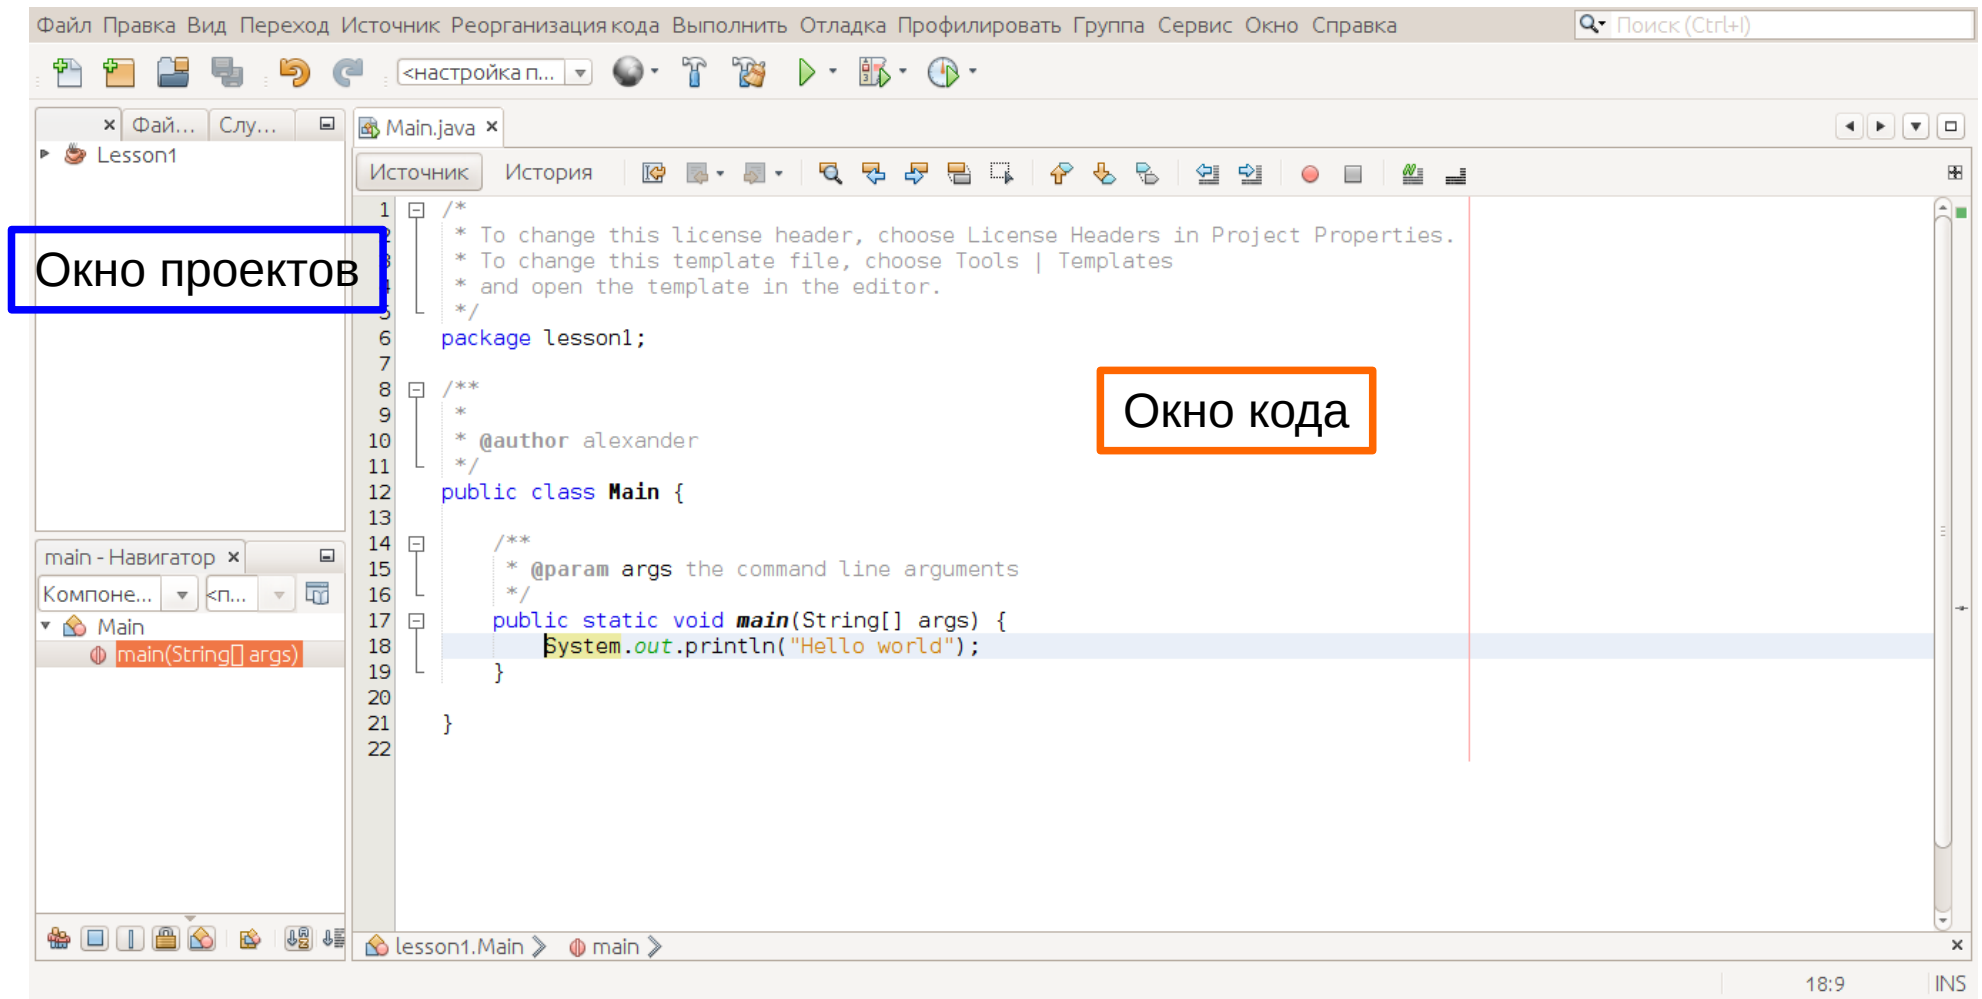 Файл Правка Вид Переход Источник Реорганизация кода Выполнить Отладка Профилировать Группа Сервис Окно Справка Поиск (Ctrl+I)
<настройка п...
Фай... Слу...
Main.java
Lesson1
Источник История
Окно проектов
1 /*
* To change this license header, choose License Headers in Project Properties.
* To change this template file, choose Tools | Templates
* and open the template in the editor.
*/
6 package lesson1;
7
8 /**
9 *
10 * @author alexander
11 */
12 public class Main {
13
14 /**
15 * @param args the command line arguments
16 */
17 public static void main(String[] args) {
18 System.out.println("Hello world");
19 }
20
21 }
22
Окно кода
main - Навигатор
Компоне... <п...
Main
main(String[] args)
lesson1.Main main
18:9 INS